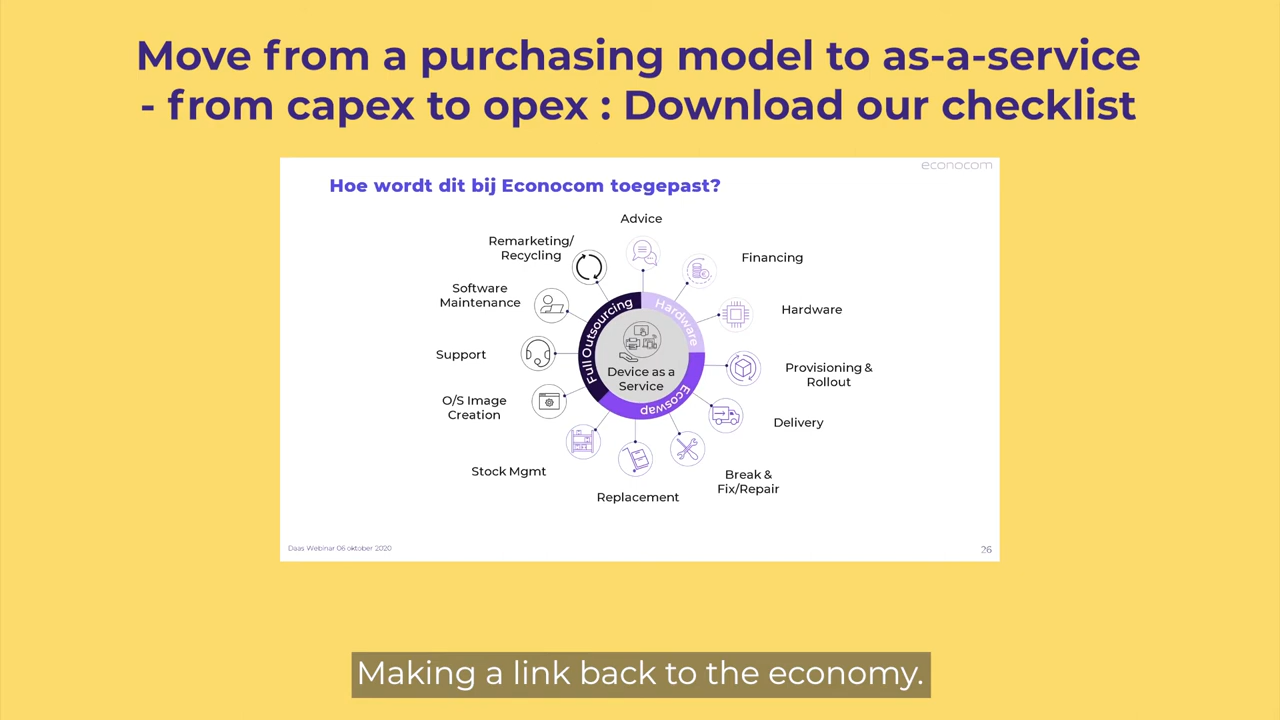 Move from a purchasing model to as-a-service
- from capex to opex : Download our checklist
econocom
Hoe wordt dit bij Econocom toegepast?
Advice
Financing
Hardware
Provisioning &
Rollout
Delivery
Break &
Fix/Repair
Replacement
Stock Mgmt
O/S Image
Creation
Support
Software
Maintenance
Remarketing/
Recycling
Full Outsourcing
Hardware
Ecoswap
Device as a
Service
Daas Webinar 06 oktober 2020
26
Making a link back to the economy.